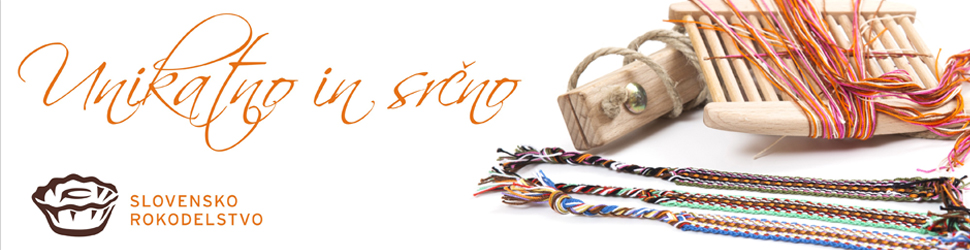 Unikatno in srčno
SLOVENSKO
ROKODELSTVO